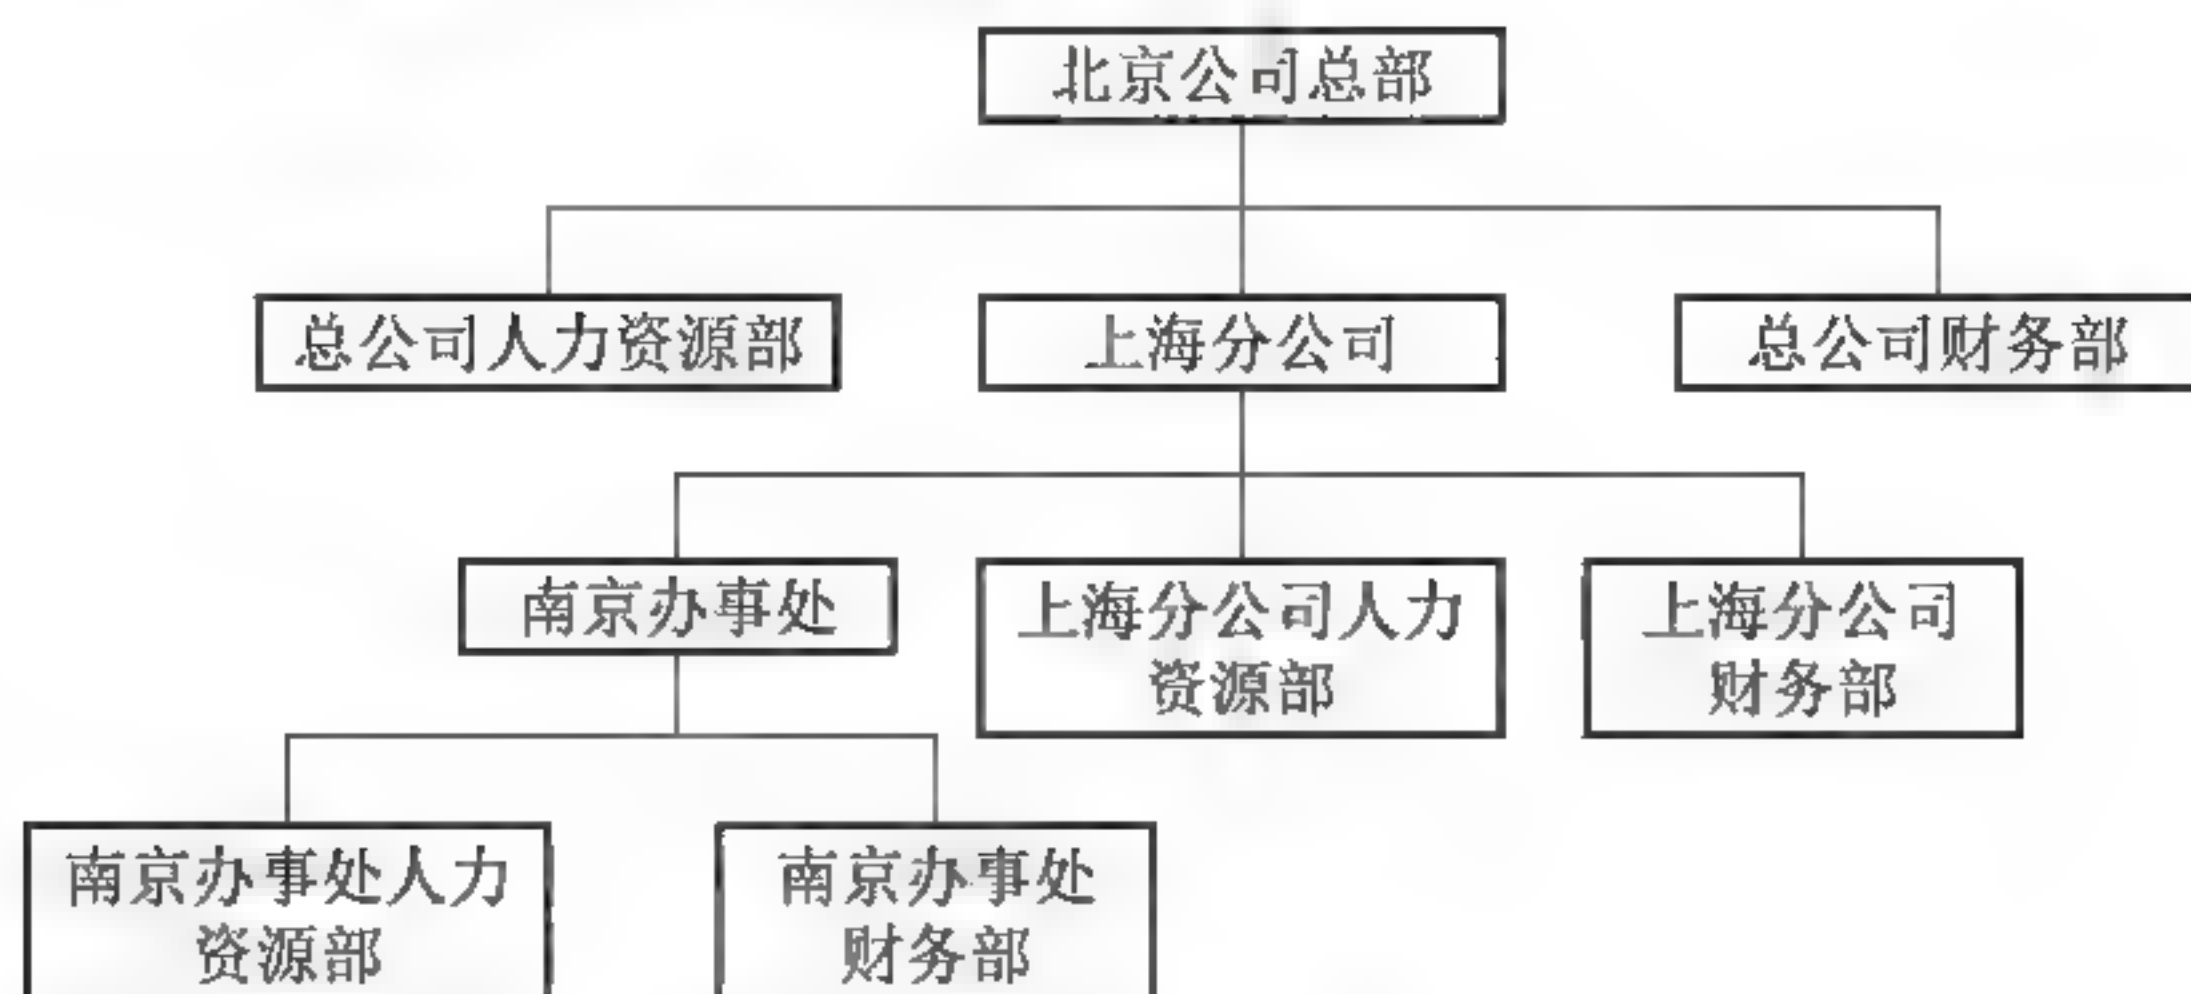 北京公司总部
总公司人力资源部
上海分公司
总公司财务部
南京办事处
上海分公司人力
资源部
上海分公司
财务部
南京办事处人力
资源部
南京办事处
财务部